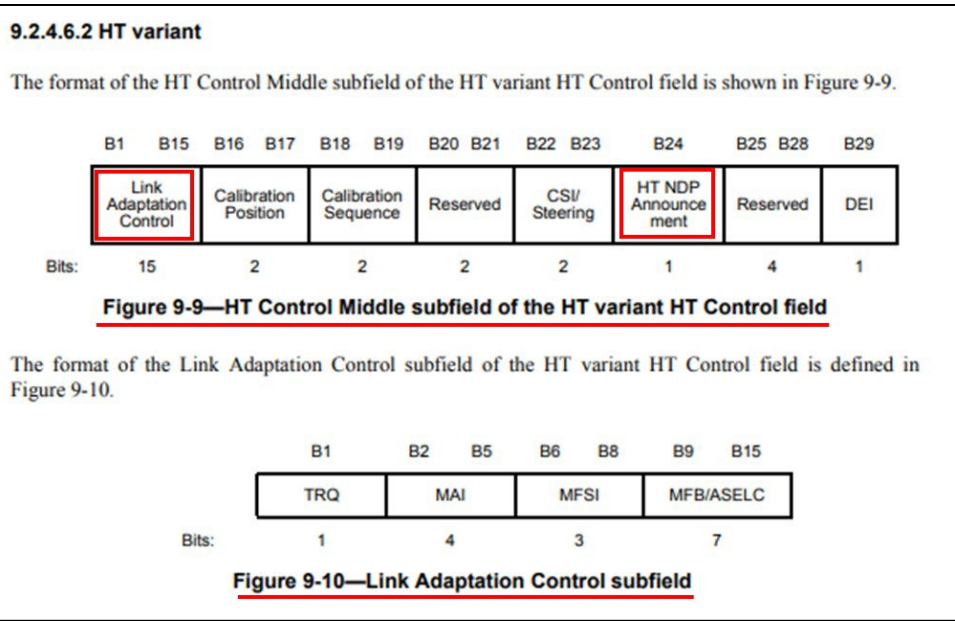 9.2.4.6.2 HT variant
The format of the HT Control Middle subfield of the HT variant HT Control field is shown in Figure 9-9.
B1 B15 B16 B17 B18 B19 B20 B21 B22 B23 B24 B25 B28 B29
Link
Adaptation
Control
Calibration
Position
Calibration
Sequence
Reserved
CSI/
Steering
HT NDP
Announce
ment
Reserved
DEI
Bits: 15 2 2 2 2 1 4 1
Figure 9-9—HT Control Middle subfield of the HT variant HT Control field
The format of the Link Adaptation Control subfield of the HT variant HT Control field is defined in
Figure 9-10.
B1 B2 B5 B6 B8 B9 B15
TRQ MAI MFSI MFB/ASELC
Bits: 1 4 3 7
Figure 9-10—Link Adaptation Control subfield